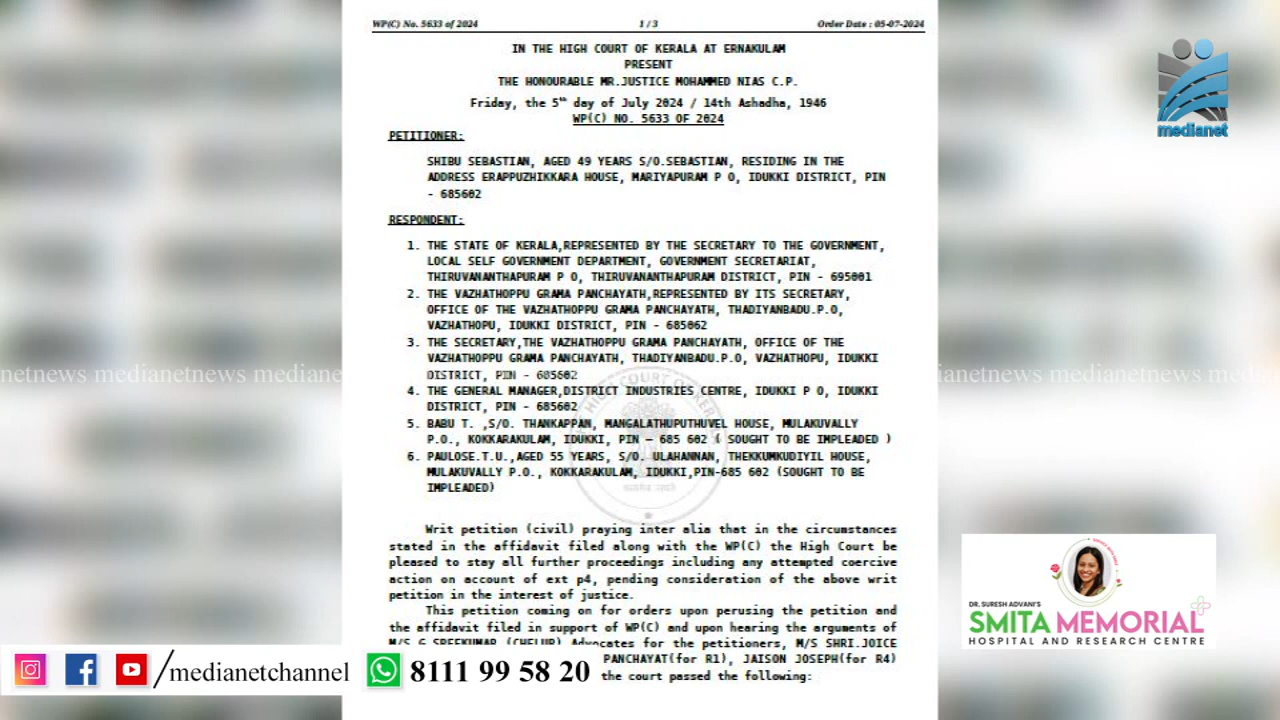 WP(C) No. 5633 of 2024 1 / 3 Order Date : 05-07-2024
IN THE HIGH COURT OF KERALA AT ERNAKULAM
PRESENT
THE HONOURABLE MR.JUSTICE MOHAMMED NIAS C.P.
Friday, the 5th day of July 2024 / 14th Ashadha, 1946
WP(C) NO. 5633 OF 2024
PETITIONER:
SHIBU SEBASTIAN, AGED 49 YEARS S/O.SEBASTIAN, RESIDING IN THE
ADDRESS ERAPPUZHIKKARA HOUSE, MARIYAPURAM P O, IDUKKI DISTRICT, PIN
- 685602
RESPONDENT:
1. THE STATE OF KERALA,REPRESENTED BY THE SECRETARY TO THE GOVERNMENT,
LOCAL SELF GOVERNMENT DEPARTMENT, GOVERNMENT SECRETARIAT,
THIRUVANANTHAPURAM P O, THIRUVANANTHAPURAM DISTRICT, PIN - 695001
2. THE VAZHATHOPPU GRAMA PANCHAYATH,REPRESENTED BY ITS SECRETARY,
OFFICE OF THE VAZHATHOPPU GRAMA PANCHAYATH, THADIYANBADU.P.O,
VAZHATHOPU, IDUKKI DISTRICT, PIN - 685062
3. THE SECRETARY,THE VAZHATHOPPU GRAMA PANCHAYATH, OFFICE OF THE
VAZHATHOPPU GRAMA PANCHAYATH, THADIYANBADU.P.O, VAZHATHOPU, IDUKKI
DISTRICT, PIN - 685602
4. THE GENERAL MANAGER,DISTRICT INDUSTRIES CENTRE, IDUKKI P O, IDUKKI
DISTRICT, PIN - 685602
5. BABU T. ,S/O. THANKAPPAN, MANGALATHUPUTHUVEL HOUSE, MULAKUVALLY
P.O., KOKKARAKULAM, IDUKKI, PIN – 685 602 ( SOUGHT TO BE IMPLEADED )
6. PAULOSE.T.U.,AGED 55 YEARS, S/O. ULAHANNAN, THEKKUMKUDIYIL HOUSE,
MULAKUVALLY P.O., KOKKARAKULAM, IDUKKI,PIN-685 602 (SOUGHT TO BE
IMPLEADED)
Writ petition (civil) praying inter alia that in the circumstances
stated in the affidavit filed along with the WP(C) the High Court be
pleased to stay all further proceedings including any attempted coercive
action on account of ext p4, pending consideration of the above writ
petition in the interest of justice.
This petition coming on for orders upon perusing the petition and
the affidavit filed in support of WP(C) and upon hearing the arguments of
M/S G SREEKUMAR (CHELUR) Advocates for the petitioners, M/S SHRI.JOICE
PANCHAYAT(for R1), JAISON JOSEPH(for R4)
the court passed the following:
medianet
netnews medianetnews mediane
ianetnews medianetnews med
THE HIGH COURT OF KERALA
DR. SURESH ADVANI'S
SMITA MEMORIAL
HOSPITAL AND RESEARCH CENTRE
/medianetchannel
8111 99 58 20